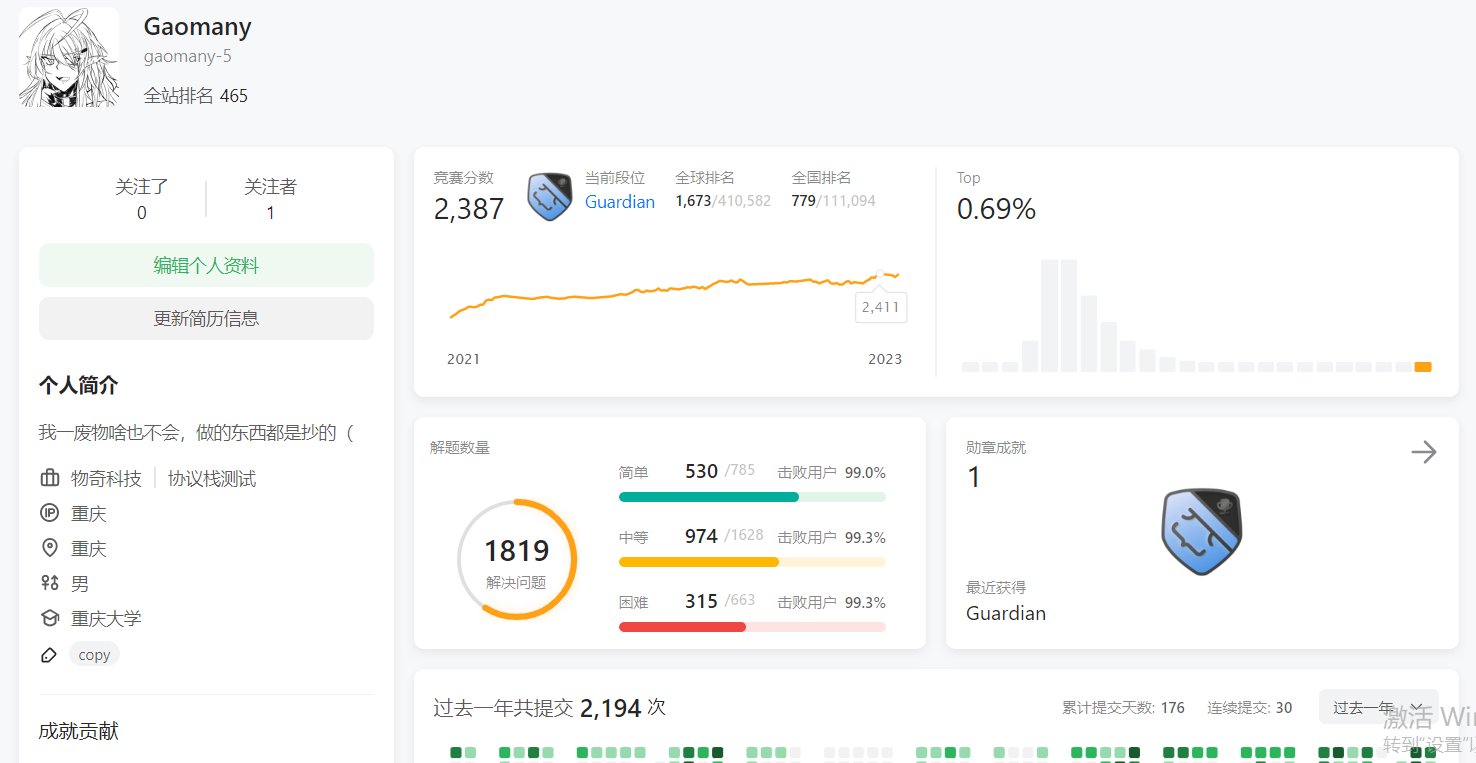 Gaomany
gaomany-5
全站排名 465
关注了 关注者
0 1
编辑个人资料
更新简历信息
个人简介
我一废物啥也不会，做的东西都是抄的（
物奇科技 协议栈测试
重庆
重庆
男
重庆大学
copy
成就贡献
竞赛分数
2,387
当前段位
Guardian
全球排名
1,673/410,582
全国排名
779/111,094
2,411
2021 2023
Top
0.69%
解题数量
1819
解决问题
简单 530 /785 击败用户 99.0%
中等 974 /1628 击败用户 99.3%
困难 315 /663 击败用户 99.3%
勋章成就
1
最近获得
Guardian
过去一年共提交 2,194 次
累计提交天数: 176 连续提交: 30 过去一年
激活 Win
转到"设置"以